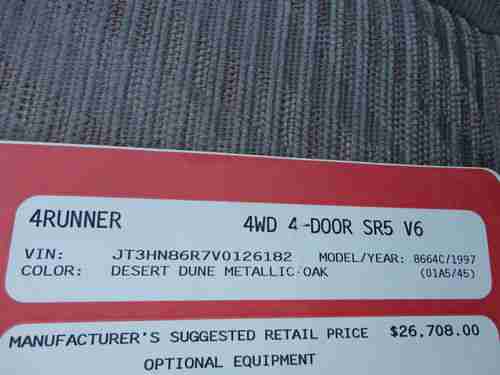 4RUNNER 4WD 4-DOOR SR5 V6
VIN: JT3HN86R7V0126182 MODEL/YEAR: 8664C/1997
COLOR: DESERT DUNE METALLIC-OAK (01A5/45)
MANUFACTURER'S SUGGESTED RETAIL PRICE $26,708.00
OPTIONAL EQUIPMENT